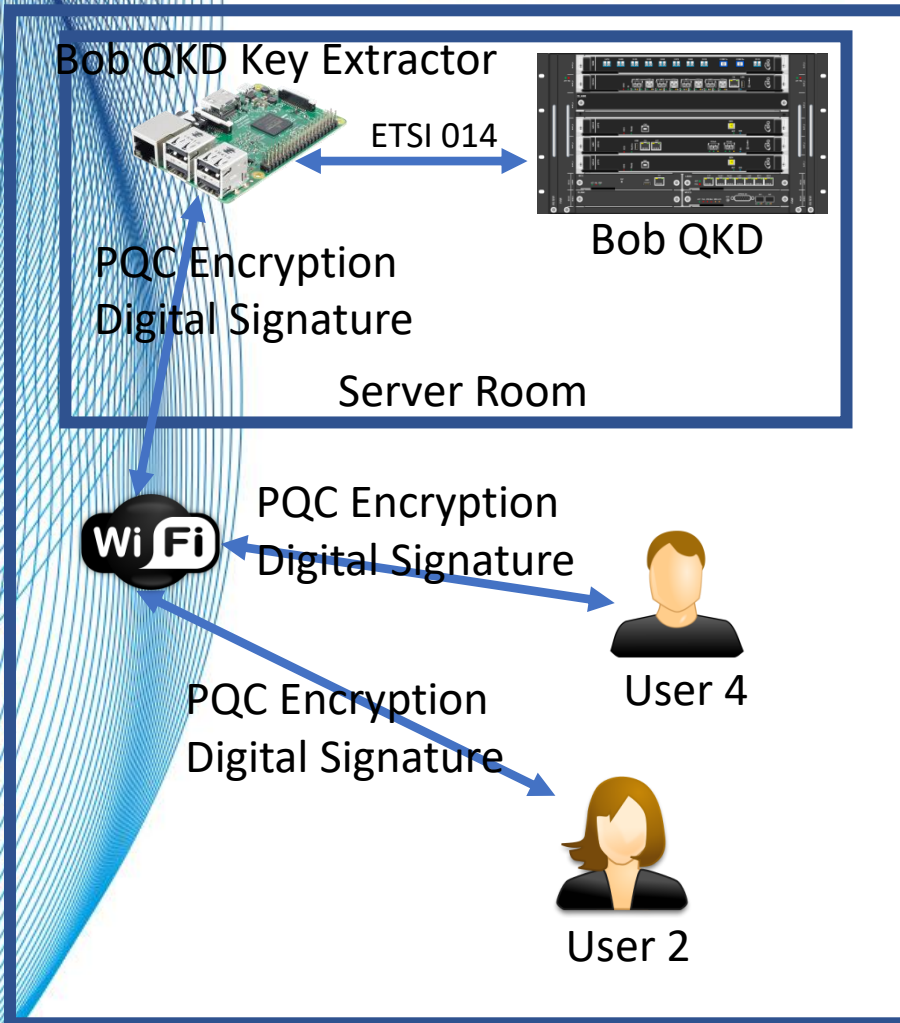 Bob QKD Key Extractor
ETSI 014
Bob QKD
PQC Encryption
Digital Signature
Server Room
Wi Fi
PQC Encryption
Digital Signature
User 4
PQC Encryption
Digital Signature
User 2